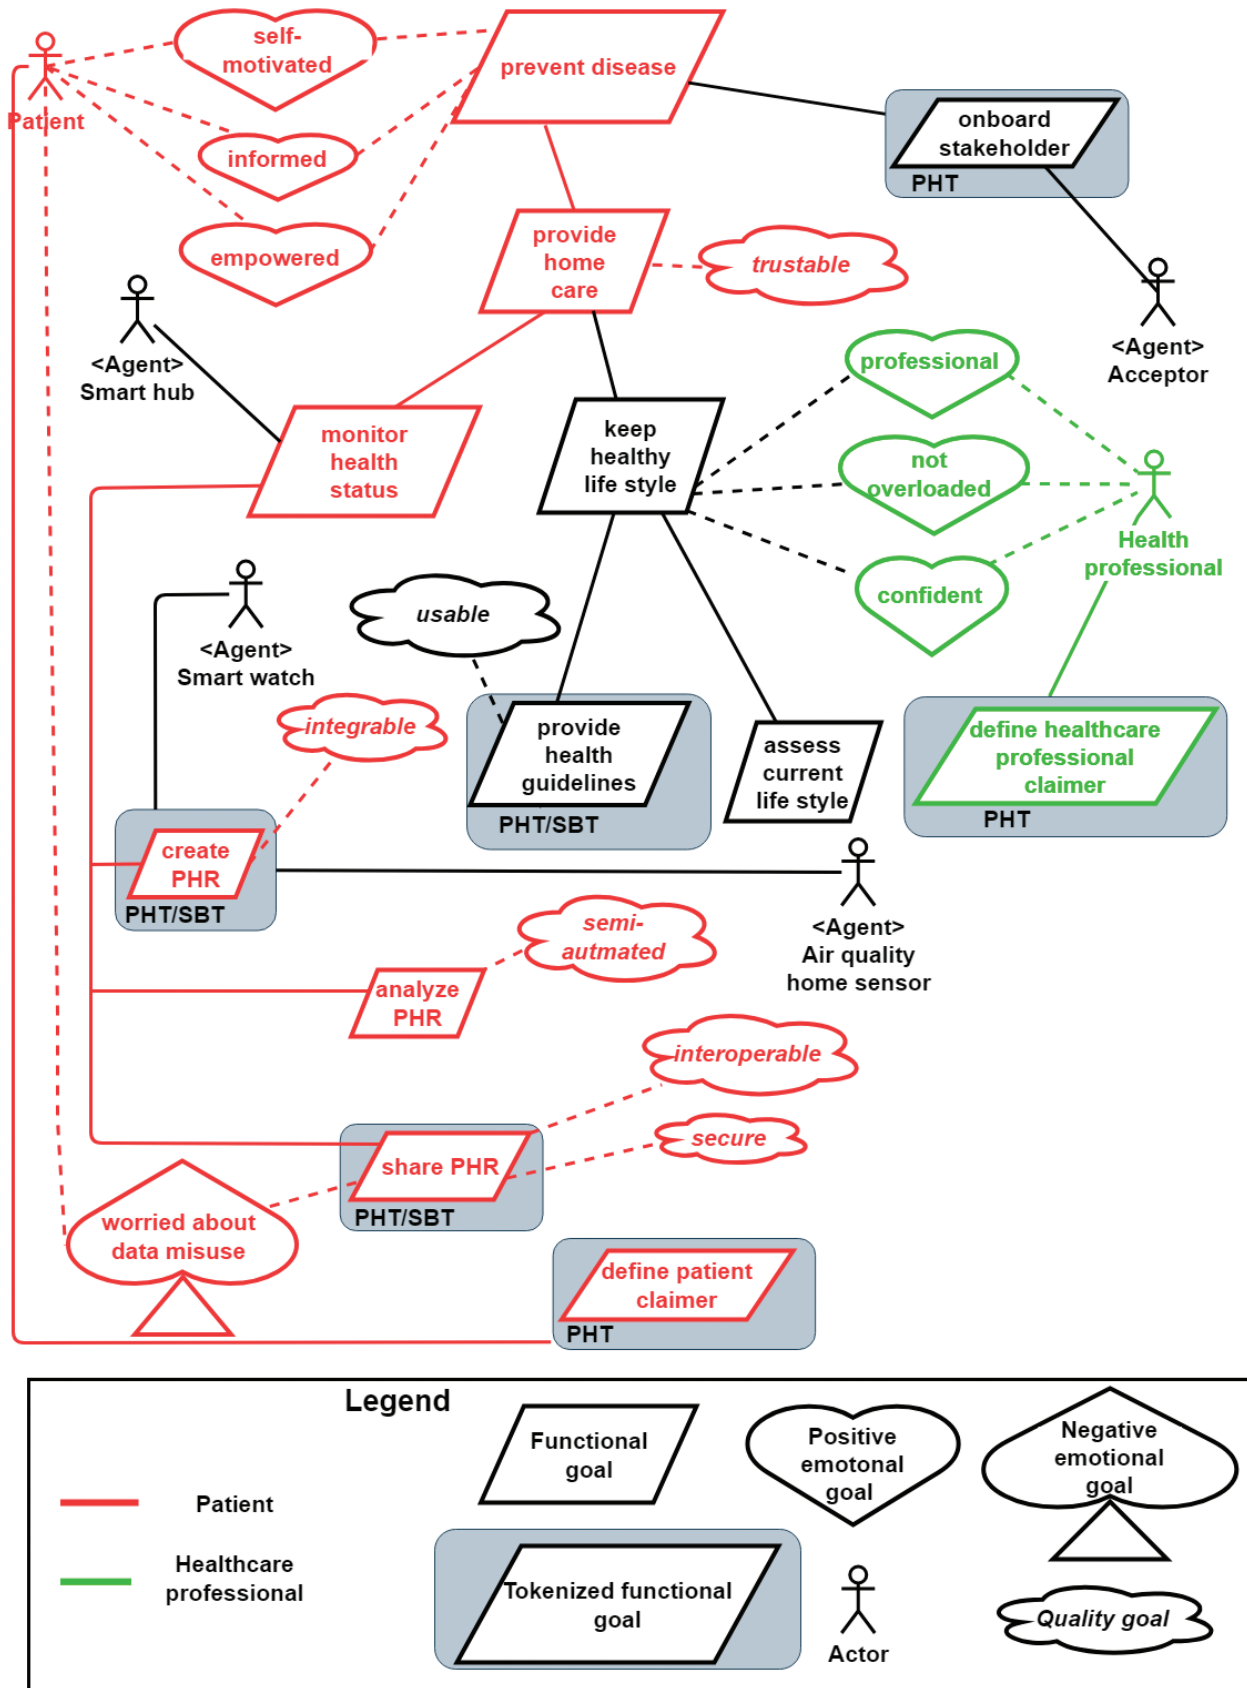 self-
motivated
prevent disease
Patient
onboard
stakeholder
PHT
informed
empowered
provide
home
care
trustable
<Agent>
Smart hub
<Agent>
Acceptor
professional
monitor
health
status
keep
healthy
life style
not
overloaded
Health
professional
confident
usable
<Agent>
Smart watch
integrable
provide
health
guidelines
PHT/SBT
assess
current
life style
define healthcare
professional
claimer
PHT
create
PHR
PHT/SBT
<Agent>
Air quality
home sensor
semi-
autmated
analyze
PHR
interoperable
secure
share PHR
PHT/SBT
worried about
data misuse
define patient
claimer
PHT
Legend
Patient
Healthcare
professional
Functional
goal
Positive
emotonal
goal
Negative
emotional
goal
Tokenized functional
goal
Actor
Quality goal